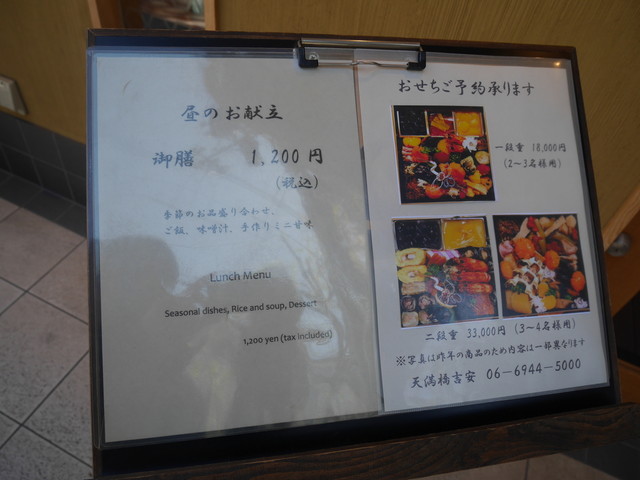 昼のお献立
御膳 1,200円
(税込)
季節のお品盛り合わせ、
ご飯、味噌汁、手作りミニ甘味
Lunch Menu
Seasonal dishes, Rice and soup, Dessert
1,200 yen (tax included)
おせちご予約承ります
一段重 18,000円
(2~3名様用)
二段重 33,000円 (3~4名様用)
※写真は昨年の商品のため内容は一部異なります
天満橋吉安 06-6944-5000